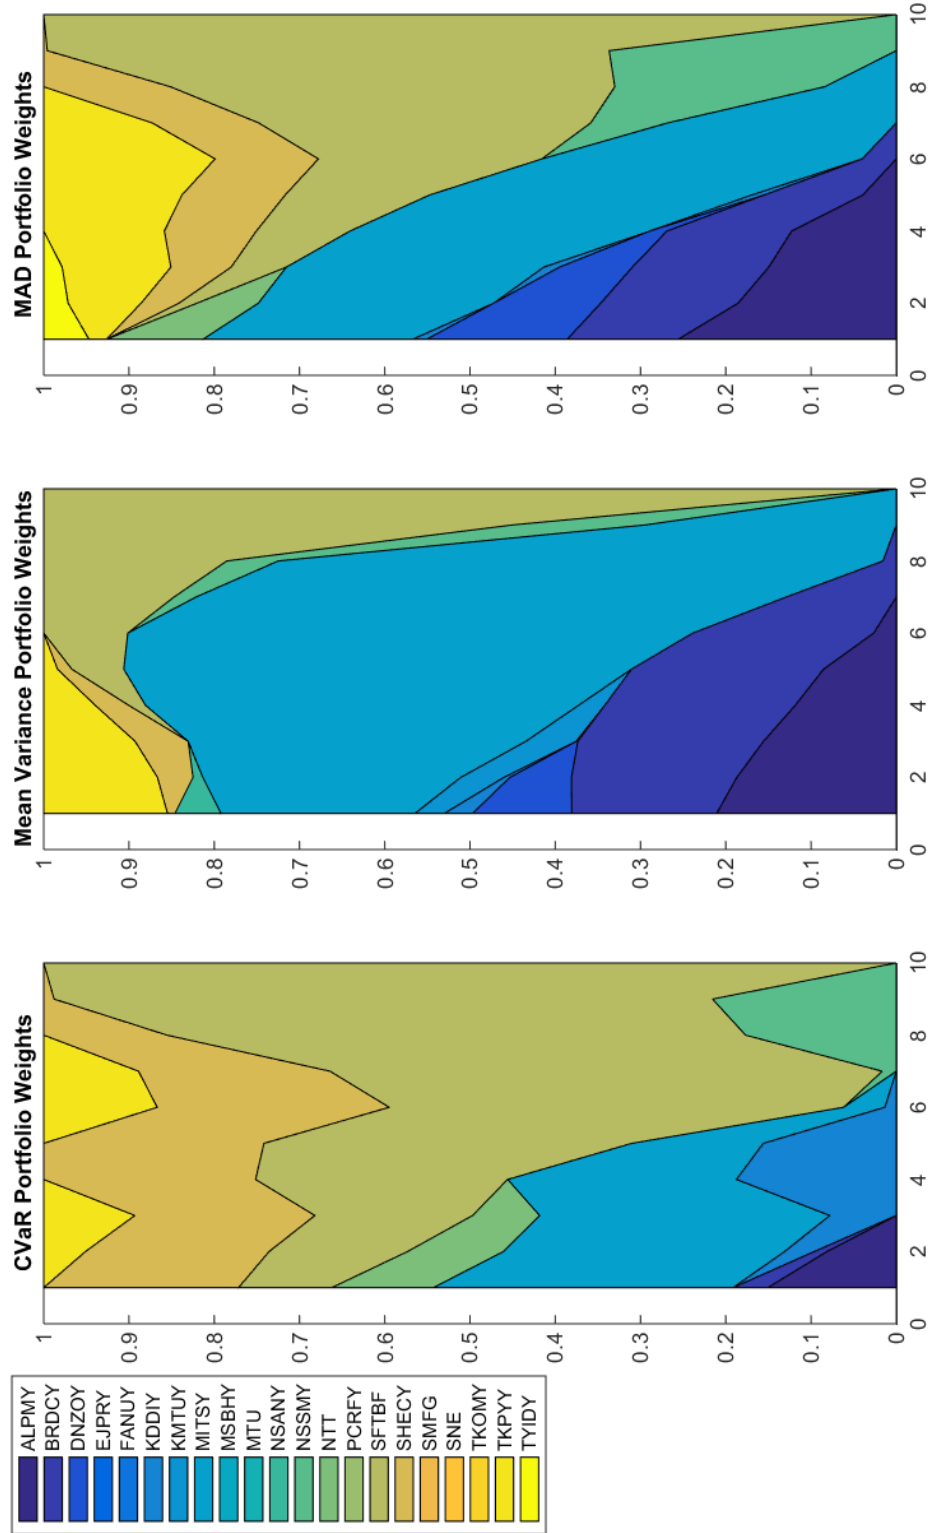 ALPMY
BRDCY
DNZOY
EJPRY
FANUY
KDDIY
KMTUY
MITSY
MSBHY
MTU
NSANY
NSSMY
NTT
PCRFY
SFTBF
SHECY
SMFG
SNE
TKOMY
TKPYY
TYIDY
CVaR Portfolio Weights
1
0.9
0.8
0.7
0.6
0.5
0.4
0.3
0.2
0.1
0
0 2 4 6 8 10
Mean Variance Portfolio Weights
1
0.9
0.8
0.7
0.6
0.5
0.4
0.3
0.2
0.1
0
0 2 4 6 8 10
MAD Portfolio Weights
1
0.9
0.8
0.7
0.6
0.5
0.4
0.3
0.2
0.1
0
0 2 4 6 8 10